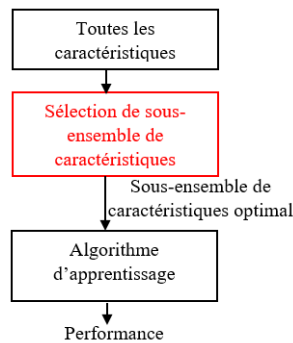 Toutes les
caractéristiques
Sélection de sous-
ensemble de
caractéristiques
Sous-ensemble de
caractéristiques optimal
Algorithme
d’apprentissage
Performance